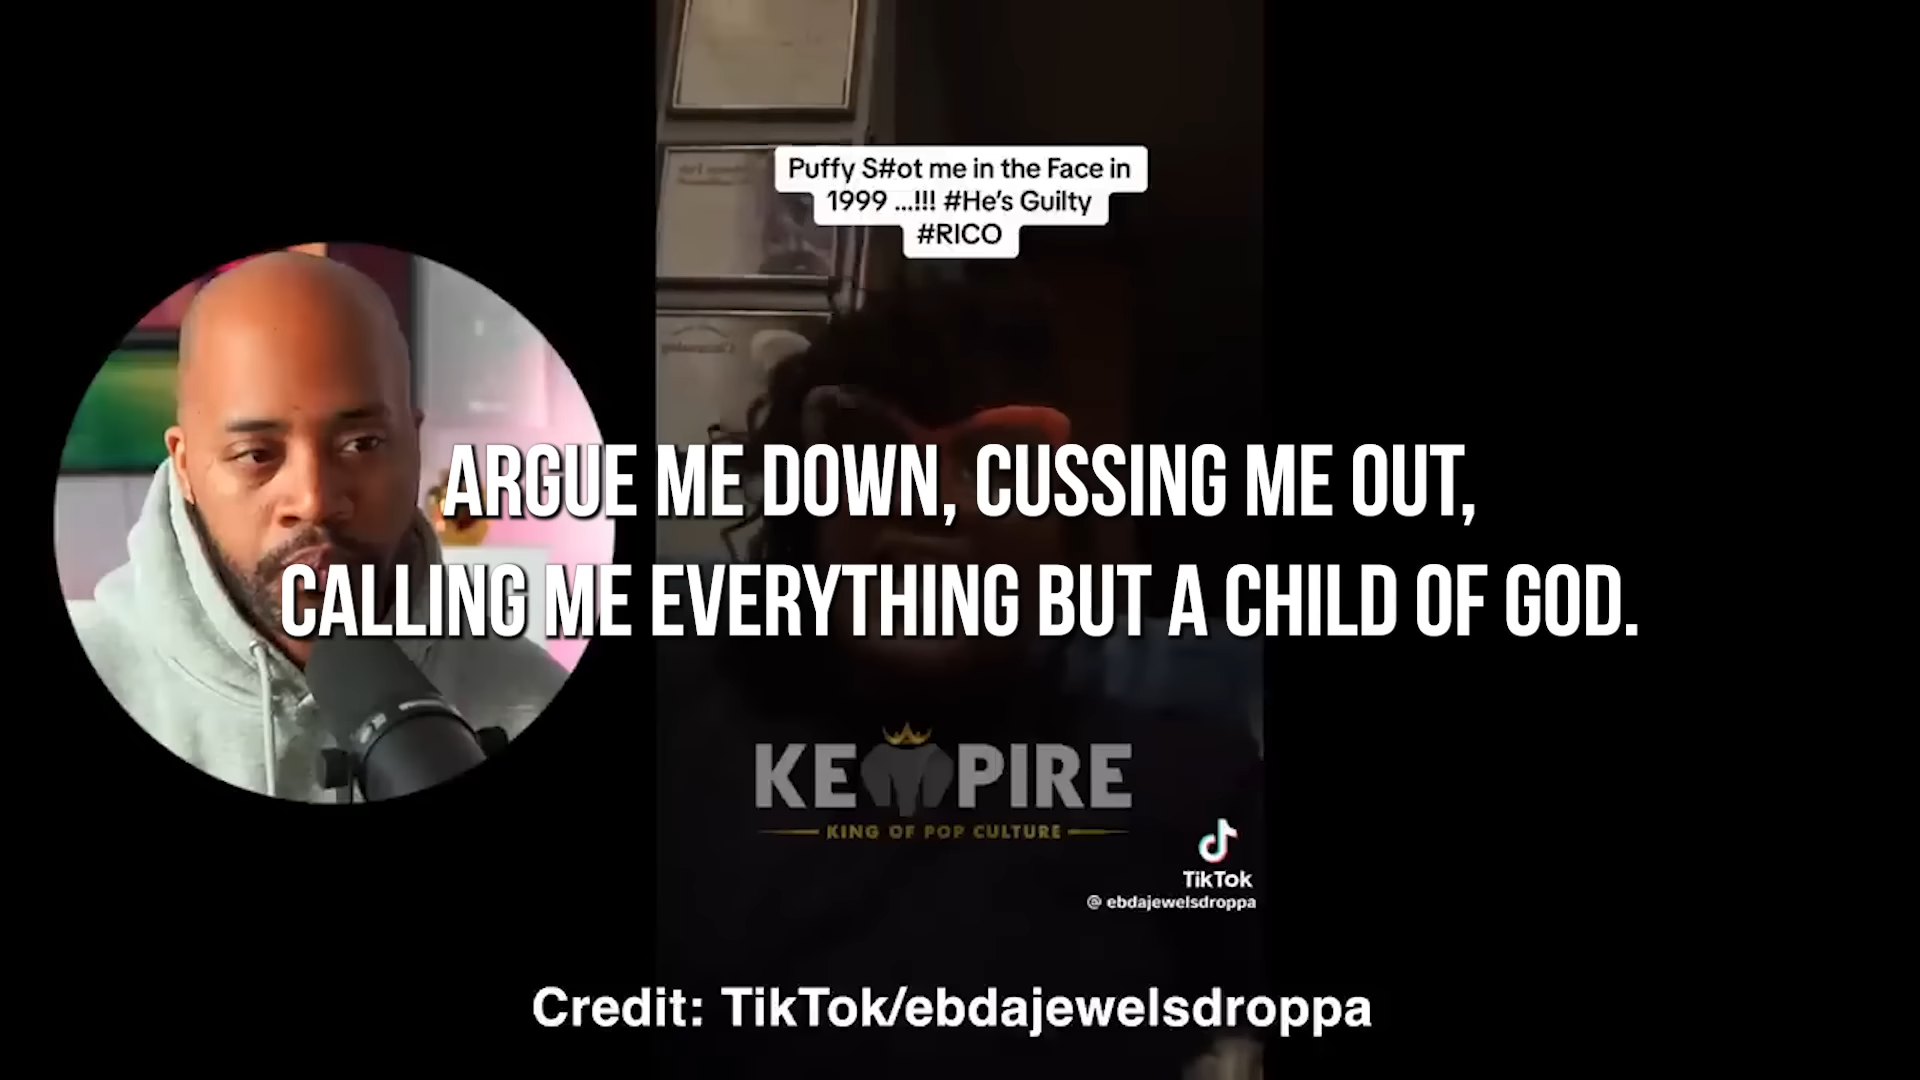 Puffy S#ot me in the Face in
1999 ...!!! #He’s Guilty
#RICO
ARGUE ME DOWN, CUSSING ME OUT,
CALLING ME EVERYTHING BUT A CHILD OF GOD.
KEMPIRE
KING OF POP CULTURE
TikTok
@ ebdajewelsdroppa
Credit: TikTok/ebdajewelsdroppa